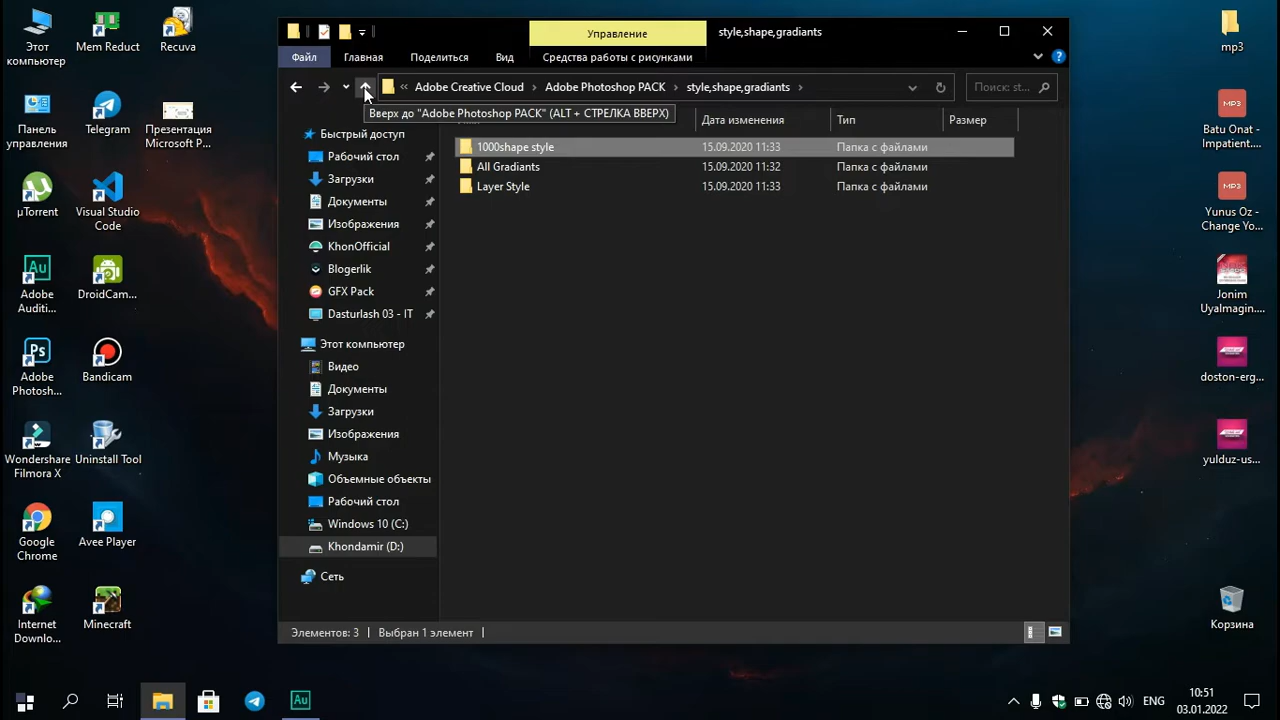 Этот
компьютер
Mem Reduct
Recuva
Панель
управления
Telegram
Презентация
Microsoft P...
µTorrent
Visual Studio
Code
Adobe
Auditi...
DroidCam...
Adobe
Photosh...
Bandicam
Wondershare
Filmora X
Uninstall Tool
Google
Chrome
Avee Player
Internet
Downlo...
Minecraft
Управление
style,shape,gradiants
Файл
Главная
Поделиться
Вид
Средства работы с рисунками
« Adobe Creative Cloud › Adobe Photoshop PACK › style,shape,gradiants ›
Поиск: st...
Вверх до "Adobe Photoshop PACK" (ALT + СТРЕЛКА ВВЕРХ)
Дата изменения
Тип
Размер
1000shape style 15.09.2020 11:33 Папка с файлами
All Gradiants 15.09.2020 11:32 Папка с файлами
Layer Style 15.09.2020 11:33 Папка с файлами
Быстрый доступ
Рабочий стол
Загрузки
Документы
Изображения
KhonOfficial
Blogerlik
GFX Pack
Dasturlash 03 - IT
Этот компьютер
Видео
Документы
Загрузки
Изображения
Музыка
Объемные объекты
Рабочий стол
Windows 10 (C:)
Khondamir (D:)
Сеть
Элементов: 3
Выбран 1 элемент
mp3
MP3
Batu Onat -
Impatient....
MP3
Yunus Oz -
Change Yo...
Jonim
Uyalmagin....
doston-erg...
yulduz-us...
Корзина
Au
Ps
Au
ENG
10:51
03.01.2022